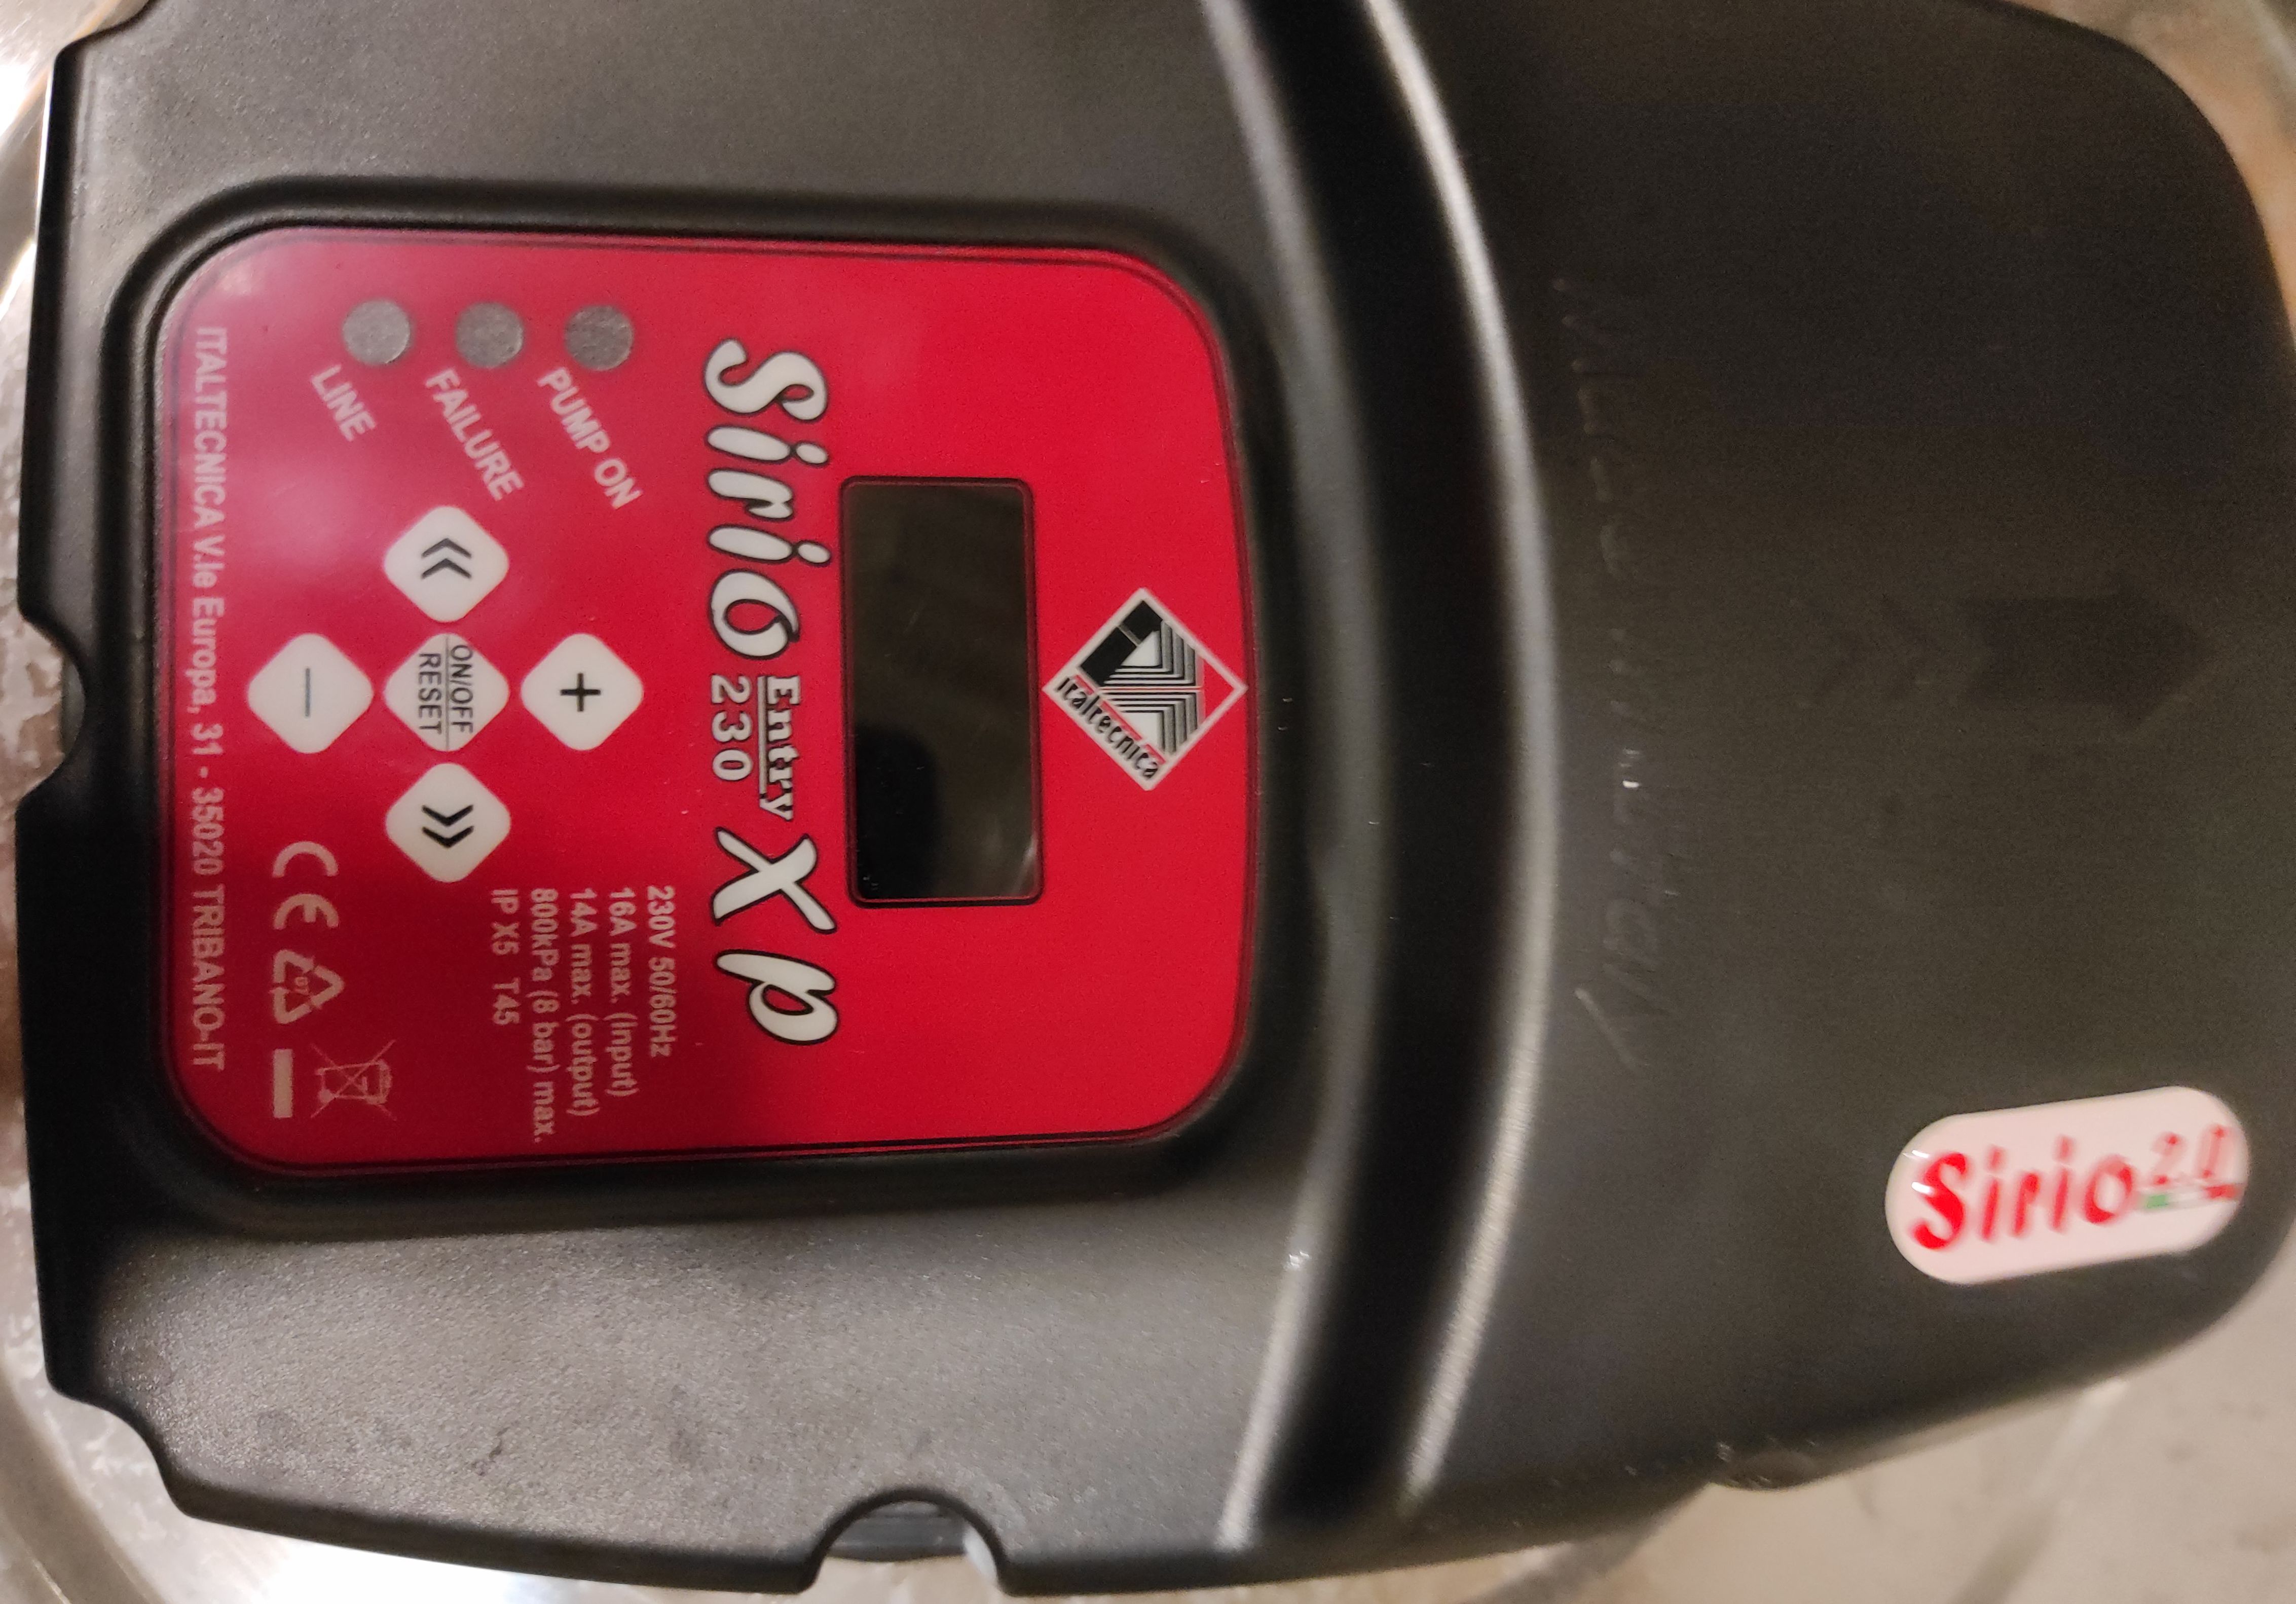 italtecnica
Sirio Entry 230 Xp
PUMP ON
FAILURE
LINE
+
«
ON/OFF
RESET
»
−
230V 50/60Hz
16A max. (input)
14A max. (output)
800kPa (8 bar) max.
IP X5 T45
CE
07
ITALTECNICA V.le Europa, 31 - 35020 TRIBANO-IT
Sirio 2.0